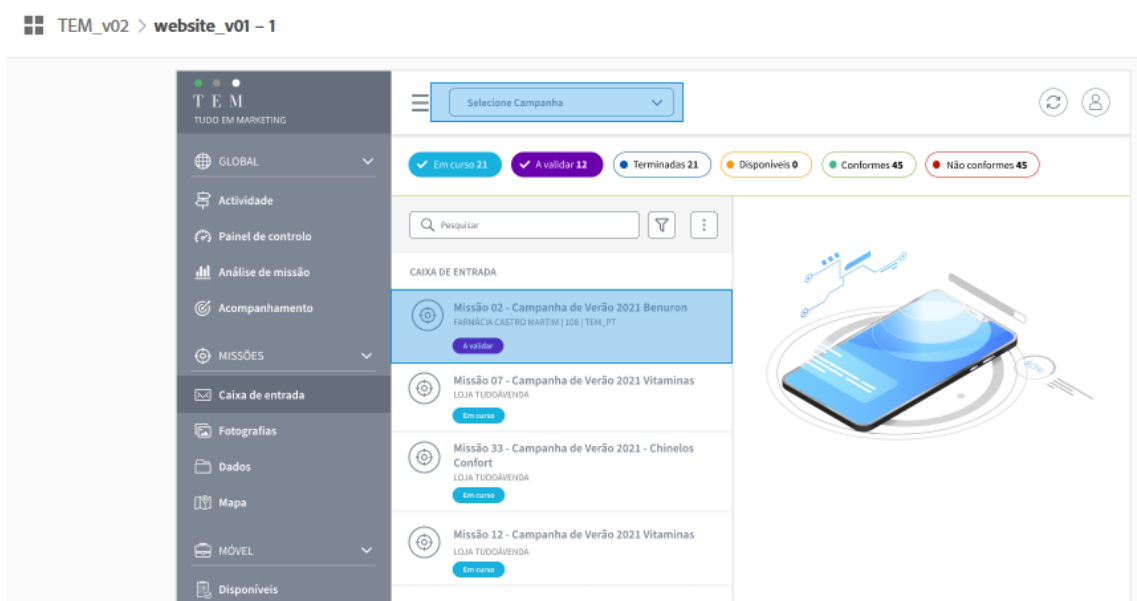 TEM_v02 > website_v01 – 1
T E M
TUDO EM MARKETING
Selecione Campanha
GLOBAL
Actividade
Painel de controlo
Análise de missão
Acompanhamento
MISSÕES
Caixa de entrada
Fotografias
Dados
Mapa
MÓVEL
Disponíveis
Em curso 21
A validar 12
Terminadas 21
Disponíveis 0
Conformes 45
Não conformes 45
Pesquisar
CAIXA DE ENTRADA
Missão 02 - Campanha de Verão 2021 Benuron
FARMÁCIA CASTRO MARTIM | 108 | TEM_PT
A validar
Missão 07 - Campanha de Verão 2021 Vitaminas
LOJA TUDOÁVENDA
Em curso
Missão 33 - Campanha de Verão 2021 - Chinelos
Confort
LOJA TUDOÁVENDA
Em curso
Missão 12 - Campanha de Verão 2021 Vitaminas
LOJA TUDOÁVENDA
Em curso
60%